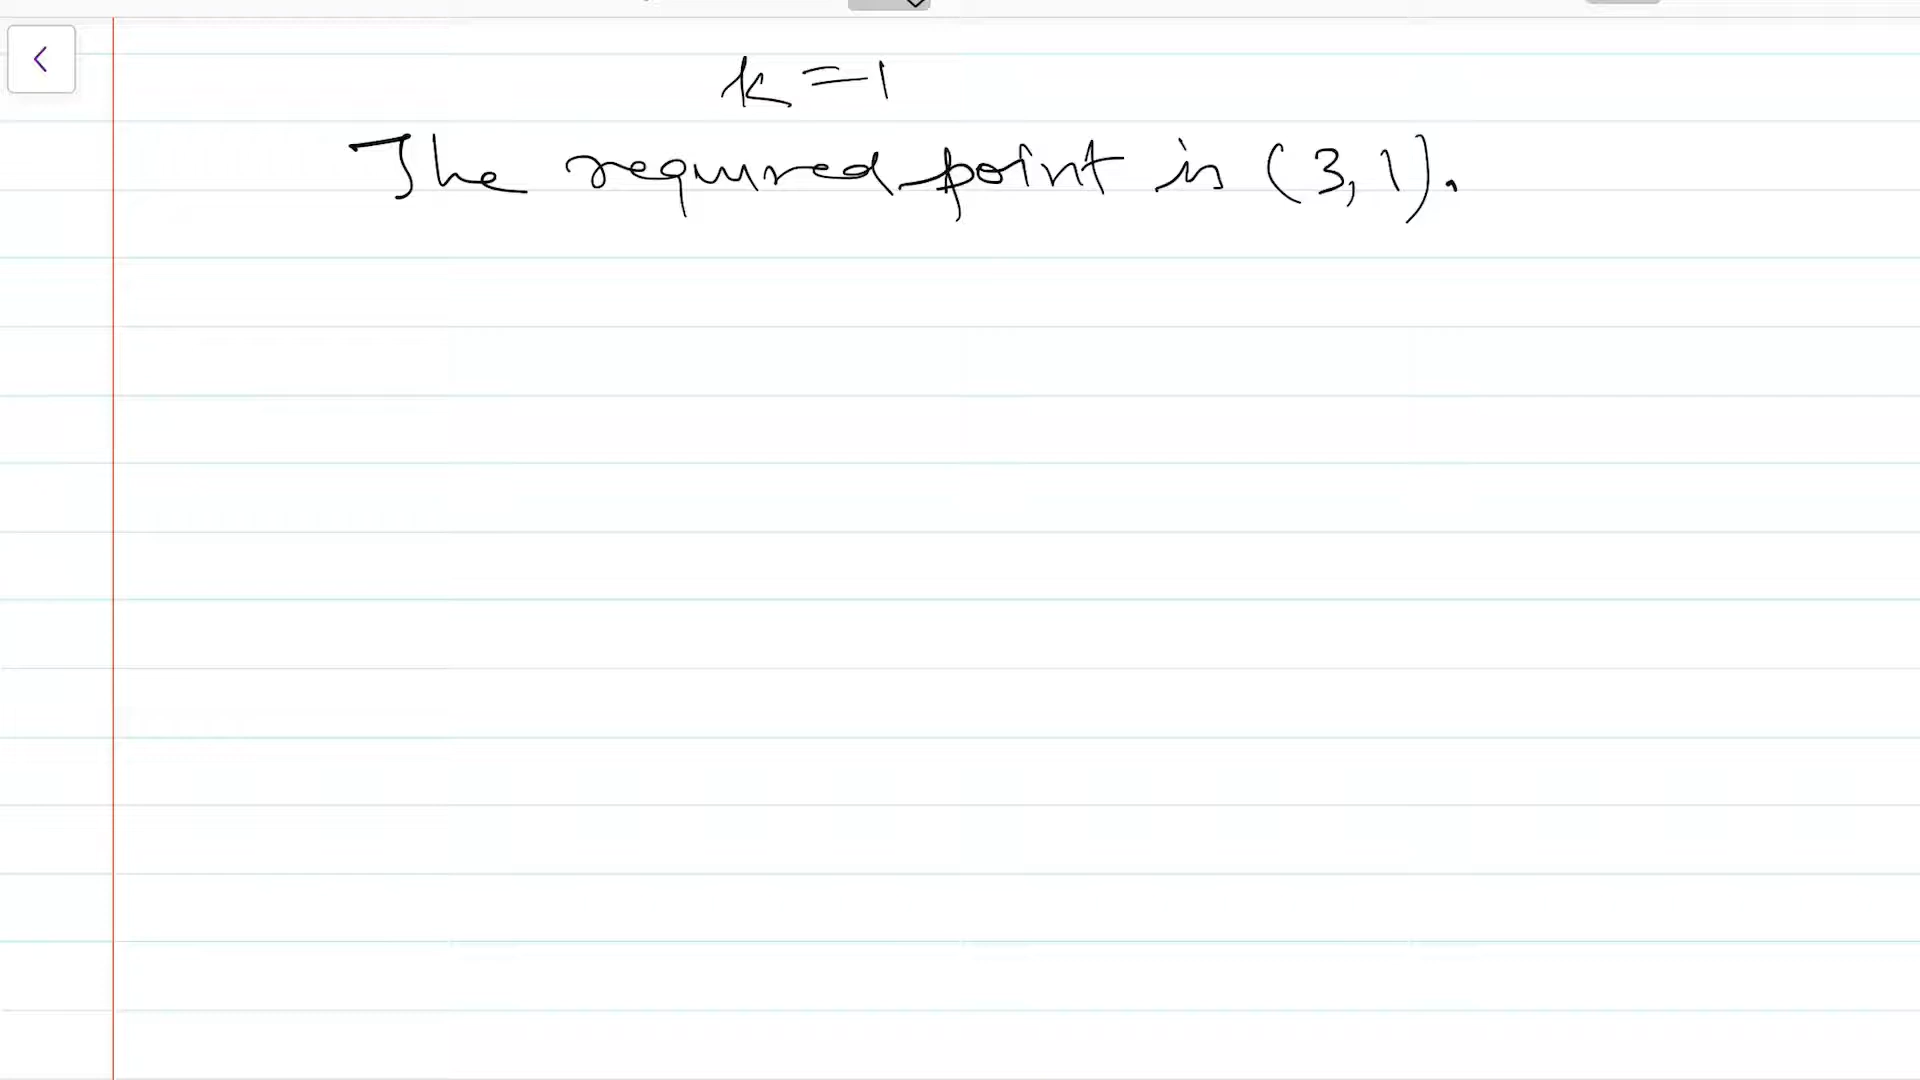 k = 1
The required point is (3, 1).